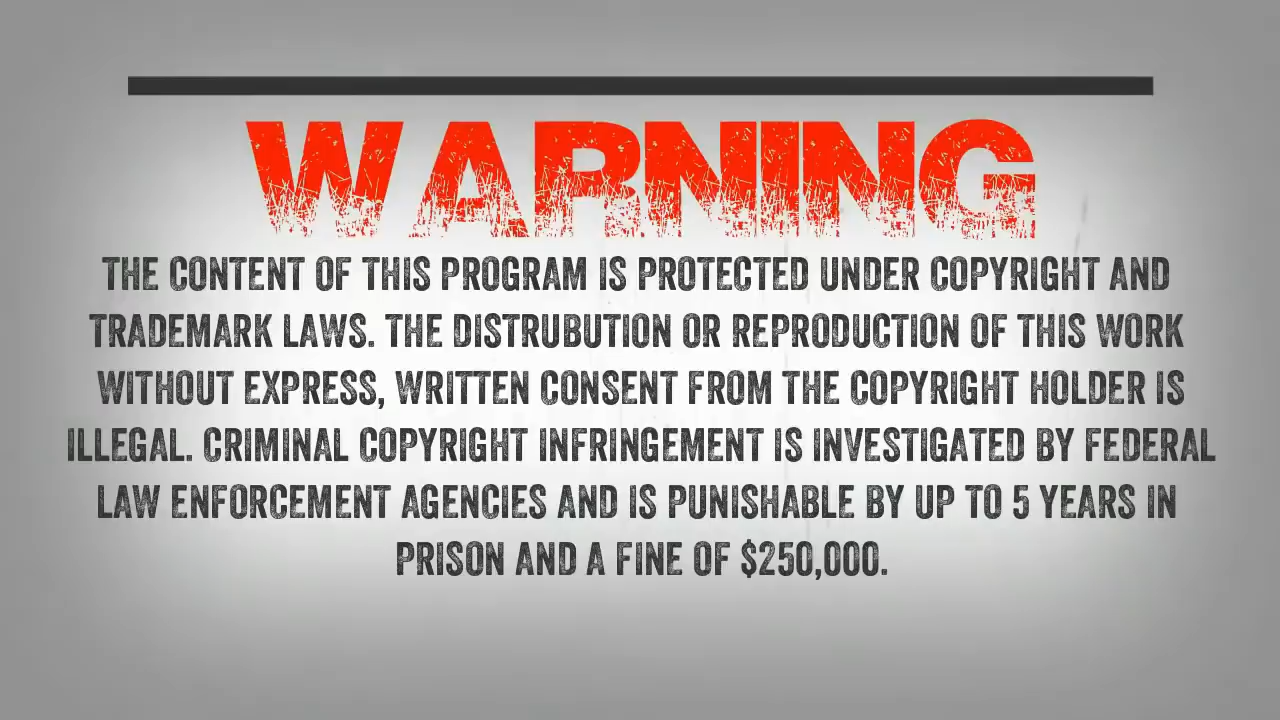 WARNING
THE CONTENT OF THIS PROGRAM IS PROTECTED UNDER COPYRIGHT AND
TRADEMARK LAWS. THE DISTRUBUTION OR REPRODUCTION OF THIS WORK
WITHOUT EXPRESS, WRITTEN CONSENT FROM THE COPYRIGHT HOLDER IS
ILLEGAL. CRIMINAL COPYRIGHT INFRINGEMENT IS INVESTIGATED BY FEDERAL
LAW ENFORCEMENT AGENCIES AND IS PUNISHABLE BY UP TO 5 YEARS IN
PRISON AND A FINE OF $250,000.